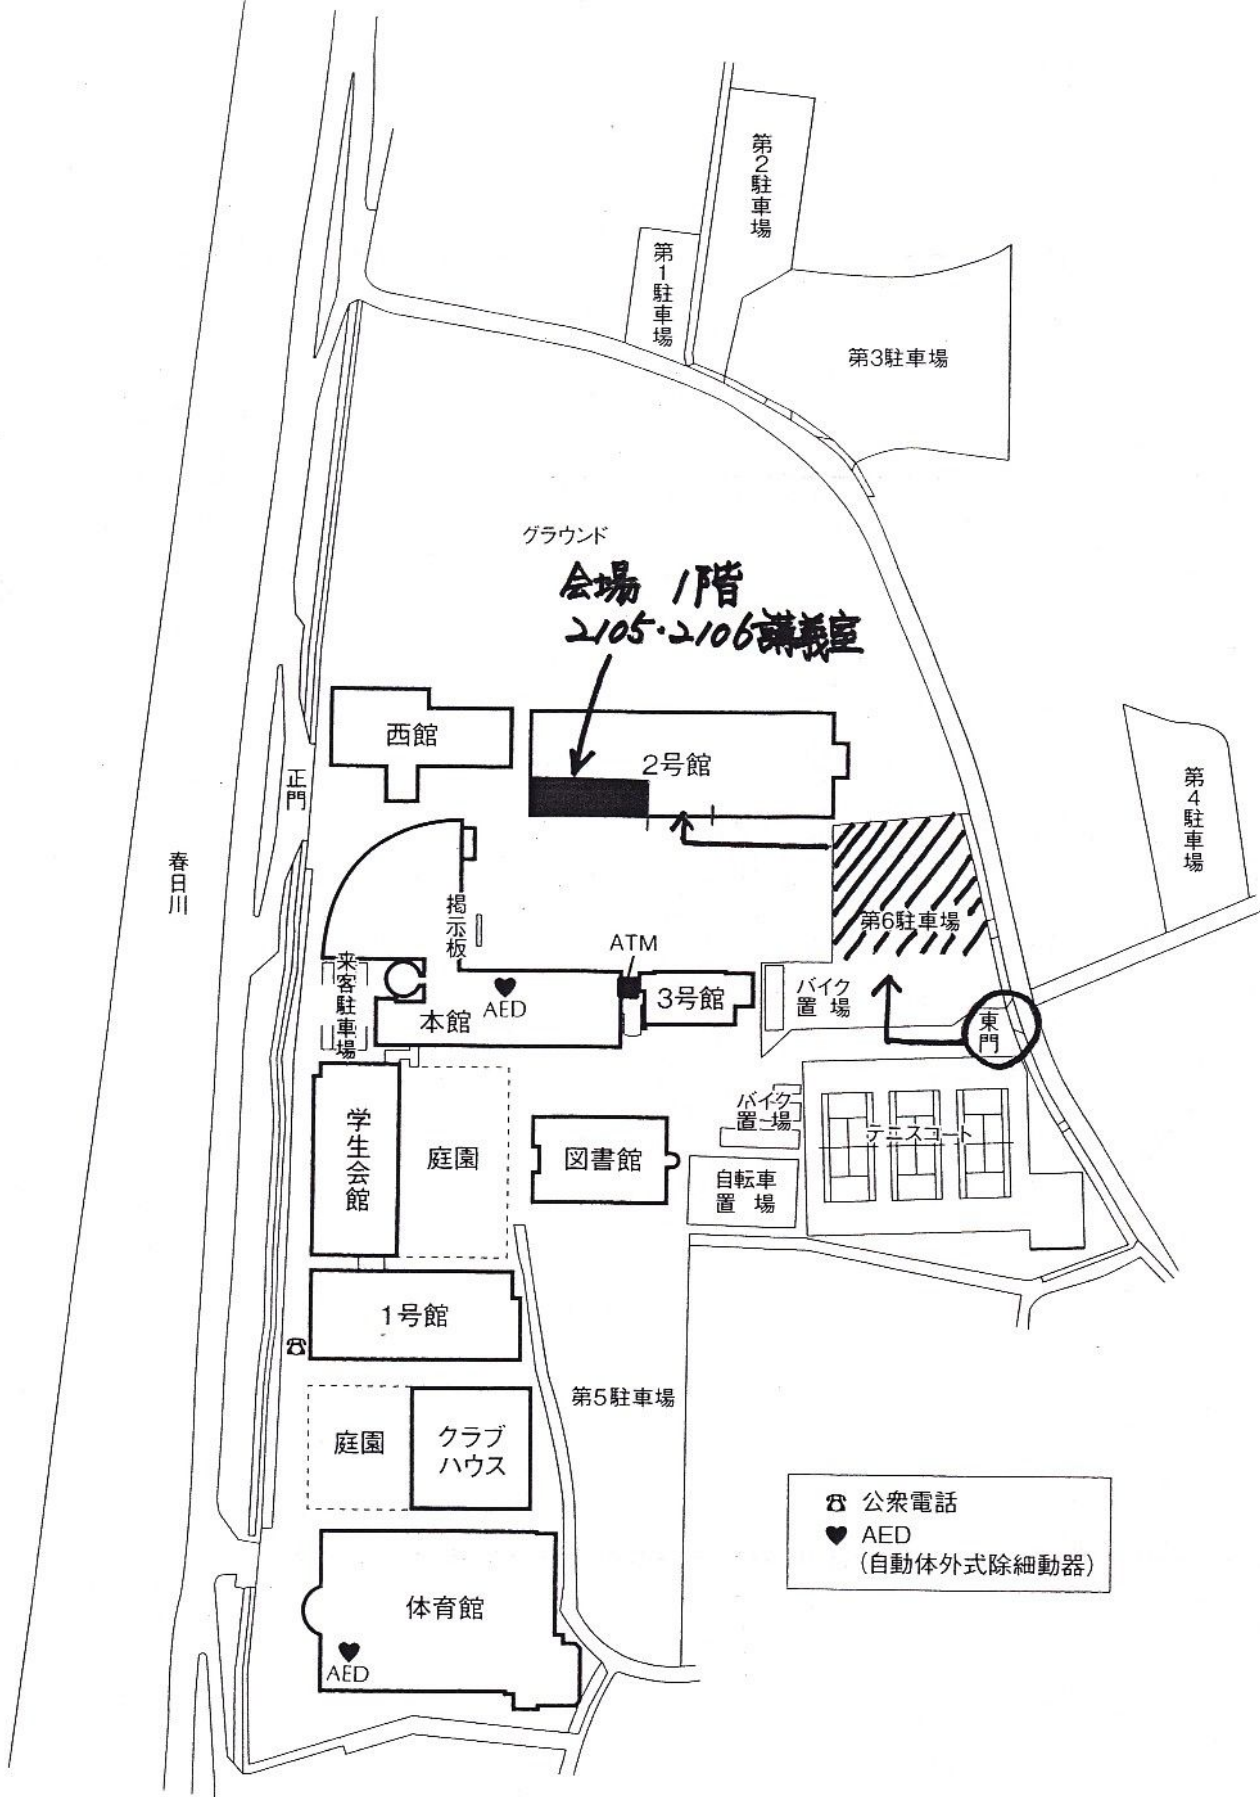 第2駐車場
第1駐車場
第3駐車場
グラウンド
会場 1階
2105・2106講義室
西館
2号館
正門
第4駐車場
春日川
掲示板
第6駐車場
ATM
来客駐車場
AED
本館
3号館
バイク
置場
東門
学生会館
庭園
図書館
バイク
置場
テニスコート
自転車
置場
1号館
☎
第5駐車場
庭園
クラブ
ハウス
☎ 公衆電話
♥ AED
(自動体外式除細動器)
体育館
♥
AED